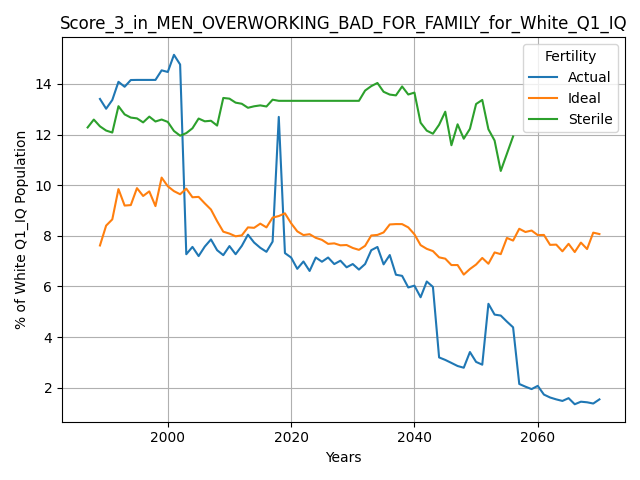 Score_3_in_MEN_OVERWORKING_BAD_FOR_FAMILY_for_White_Q1_IQ
Fertility
Actual
Ideal
Sterile
% of White Q1_IQ Population
14
12
10
8
6
4
2
2000
2020
2040
2060
Years